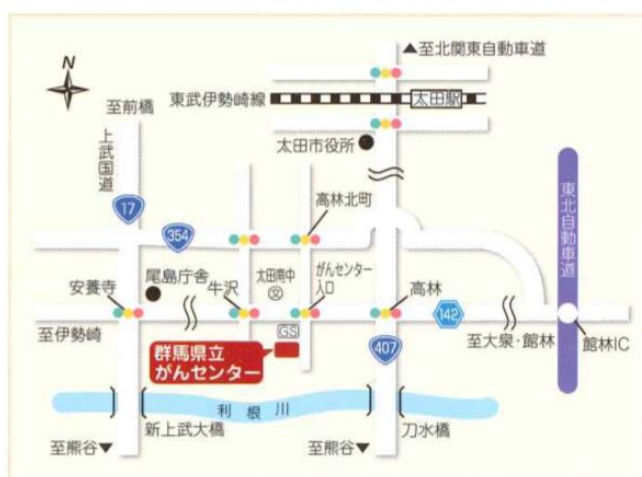 N
▲至北関東自動車道
東武伊勢崎線
太田駅
至前橋
太田市役所
上武国道
東北自動車道
17
354
高林北町
安養寺
尾島庁舎
牛沢
太田南中
文
がんセンター
入口
高林
142
至伊勢崎
GS
407
至大泉・館林
館林IC
群馬県立
がんセンター
利根川
新上武大橋
刀水橋
至熊谷▼
至熊谷▼